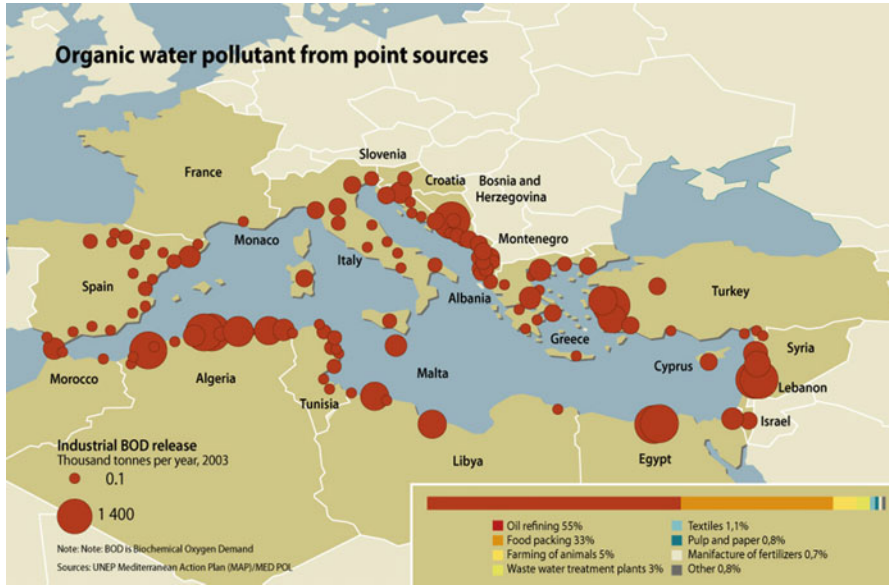 Organic water pollutant from point sources
France
Slovenia
Croatia
Bosnia and
Herzegovina
Monaco
Italy
Montenegro
Spain
Albania
Turkey
Greece
Cyprus
Syria
Lebanon
Israel
Morocco
Algeria
Tunisia
Malta
Libya
Egypt
Industrial BOD release
Thousand tonnes per year, 2003
0.1
1 400
Note: Note: BOD is Biochemical Oxygen Demand
Sources: UNEP Mediterranean Action Plan (MAP)/MED POL
Oil refining 55%
Food packing 33%
Farming of animals 5%
Waste water treatment plants 3%
Textiles 1,1%
Pulp and paper 0,8%
Manifacture of fertilizers 0,7%
Other 0,8%